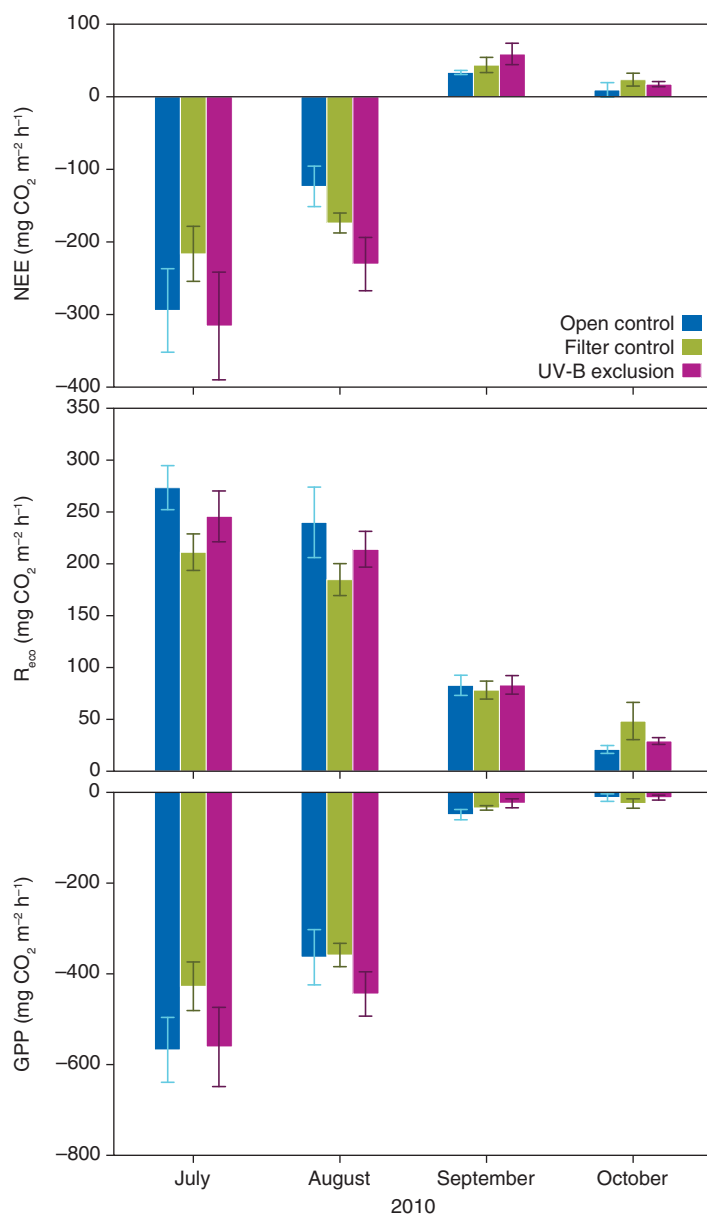 100
0
−100
−200
−300
−400
NEE (mg CO₂ m⁻² h⁻¹)
Open control
Filter control
UV-B exclusion
350
300
250
200
150
100
50
0
R_eco (mg CO₂ m⁻² h⁻¹)
0
−200
−400
−600
−800
GPP (mg CO₂ m⁻² h⁻¹)
July August September October
2010